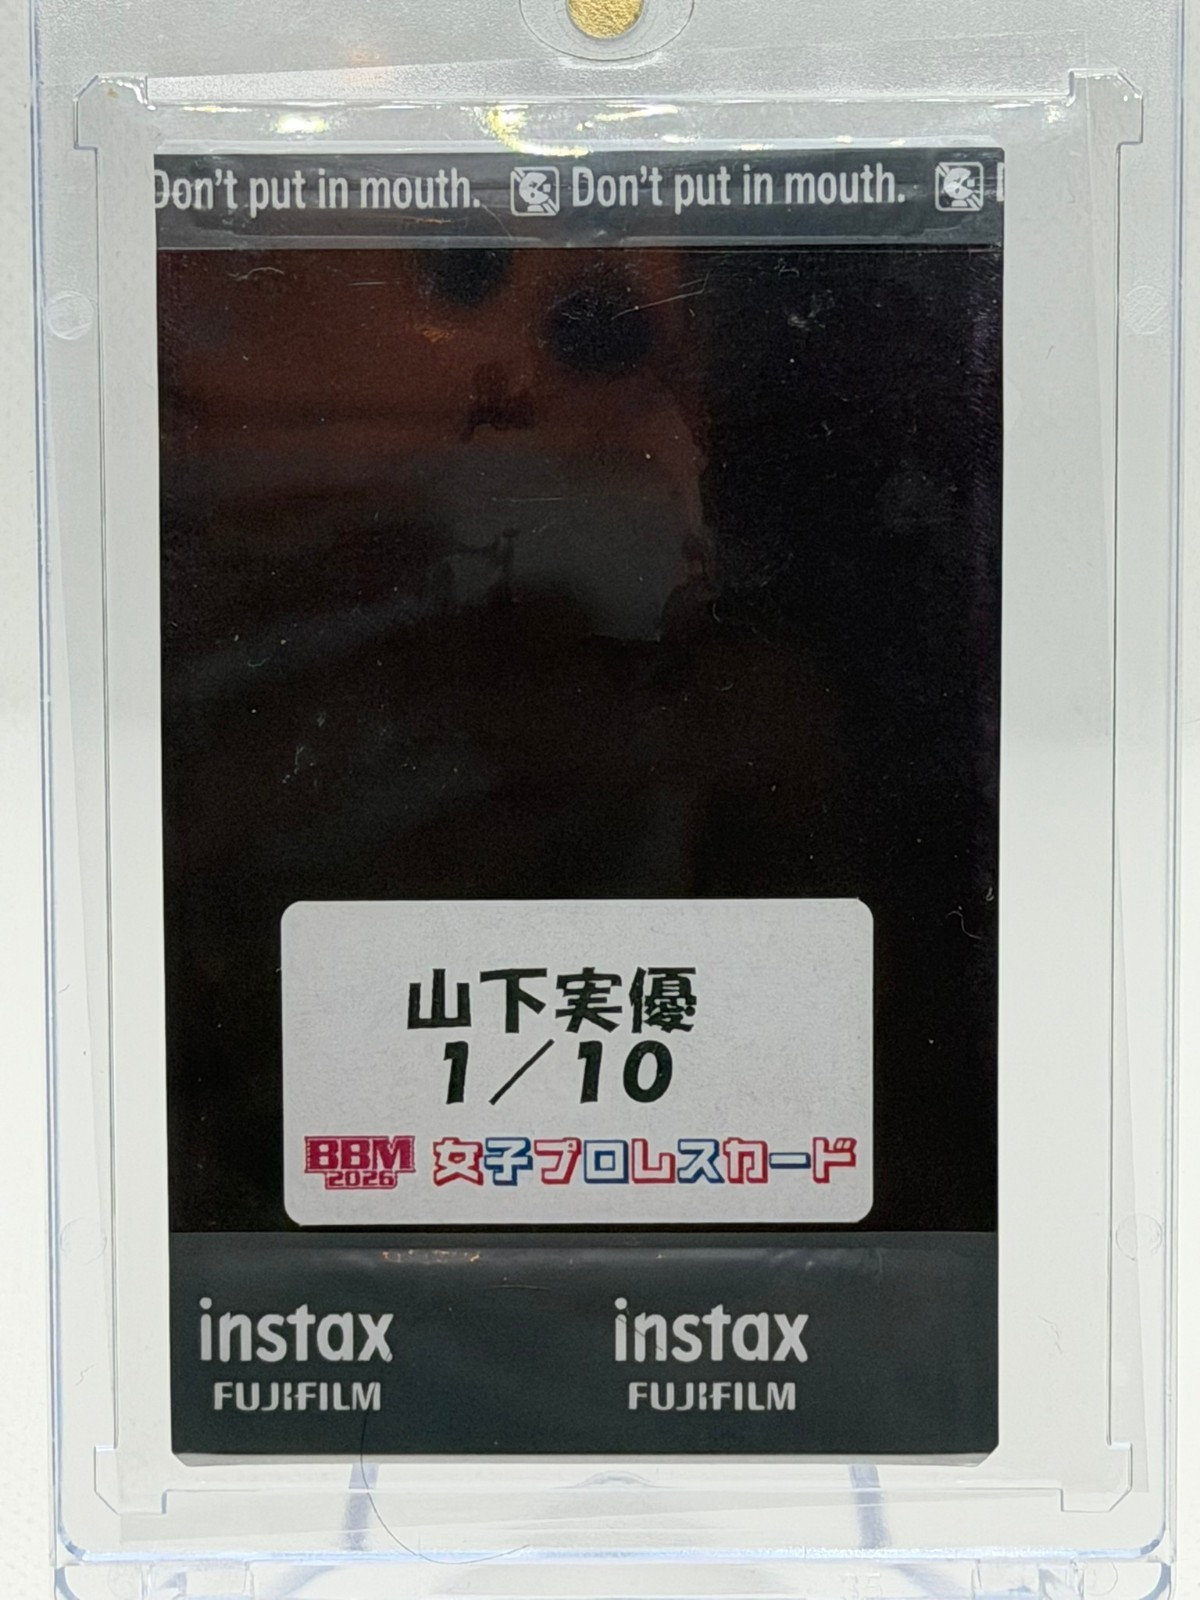 Don't put in mouth. Don't put in mouth.
山下実優
1／10
BBM 2026 女子プロレスカード
instax instax
FUJIFILM FUJIFILM